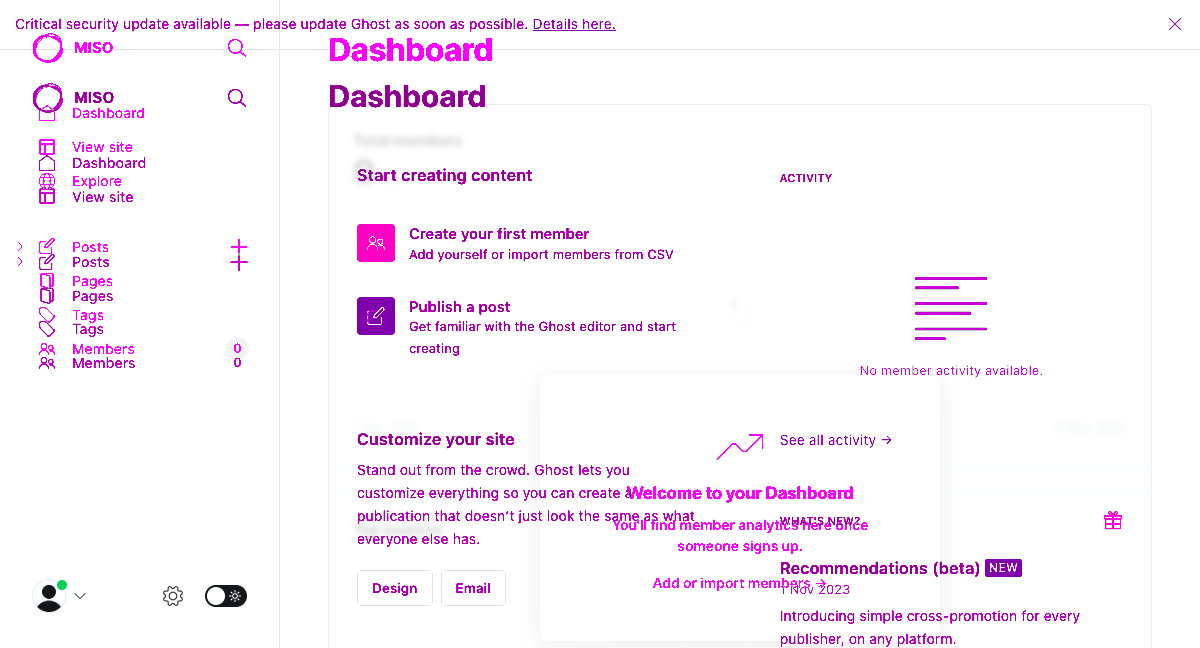 Critical security update available — please update Ghost as soon as possible. Details here.
MISO
MISO
Dashboard
View site
Dashboard
Explore
View site
Posts
Posts
Pages
Pages
Tags
Tags
Members 0
Members 0
Dashboard
Dashboard
Total members
Start creating content
Create your first member
Add yourself or import members from CSV
Publish a post
Get familiar with the Ghost editor and start
creating
Customize your site
Stand out from the crowd. Ghost lets you
customize everything so you can create a
publication that doesn't just look the same as what
everyone else has.
Design
Email
ACTIVITY
No member activity available.
See all activity →
Welcome to your Dashboard
You'll find member analytics here once
someone signs up.
Add or import members →
WHAT'S NEW?
Recommendations (beta) NEW
1 Nov 2023
Introducing simple cross-promotion for every
publisher, on any platform.